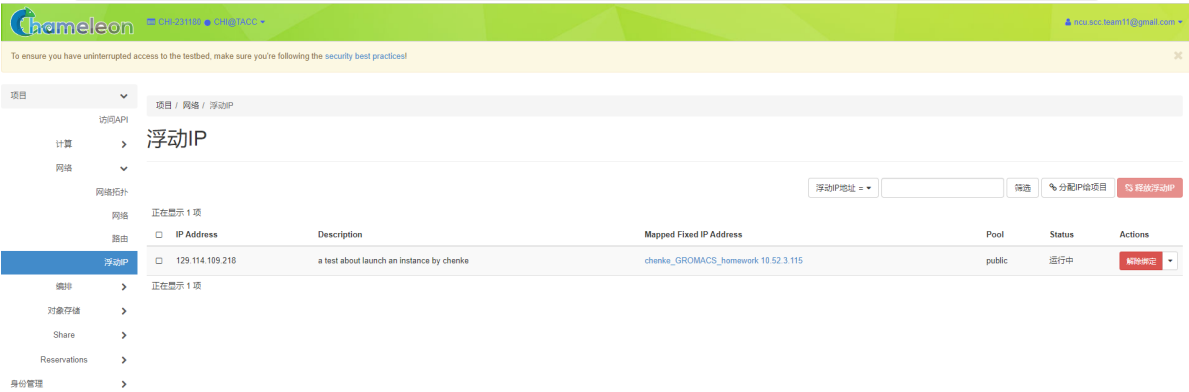 Chameleon CHI-231180 CHI@TACC ncu.scc.team11@gmail.com
To ensure you have uninterrupted access to the testbed, make sure you're following the security best practices!
项目
访问API
计算
网络
网络拓扑
网络
路由
浮动IP
编排
对象存储
Share
Reservations
身份管理
项目 / 网络 / 浮动IP
浮动IP
浮动IP地址 = 筛选 分配IP给项目 释放浮动IP
正在显示 1 项
IP Address Description Mapped Fixed IP Address Pool Status Actions
129.114.109.218 a test about launch an instance by chenke chenke_GROMACS_homework 10.52.3.115 public 运行中 解除绑定
正在显示 1 项